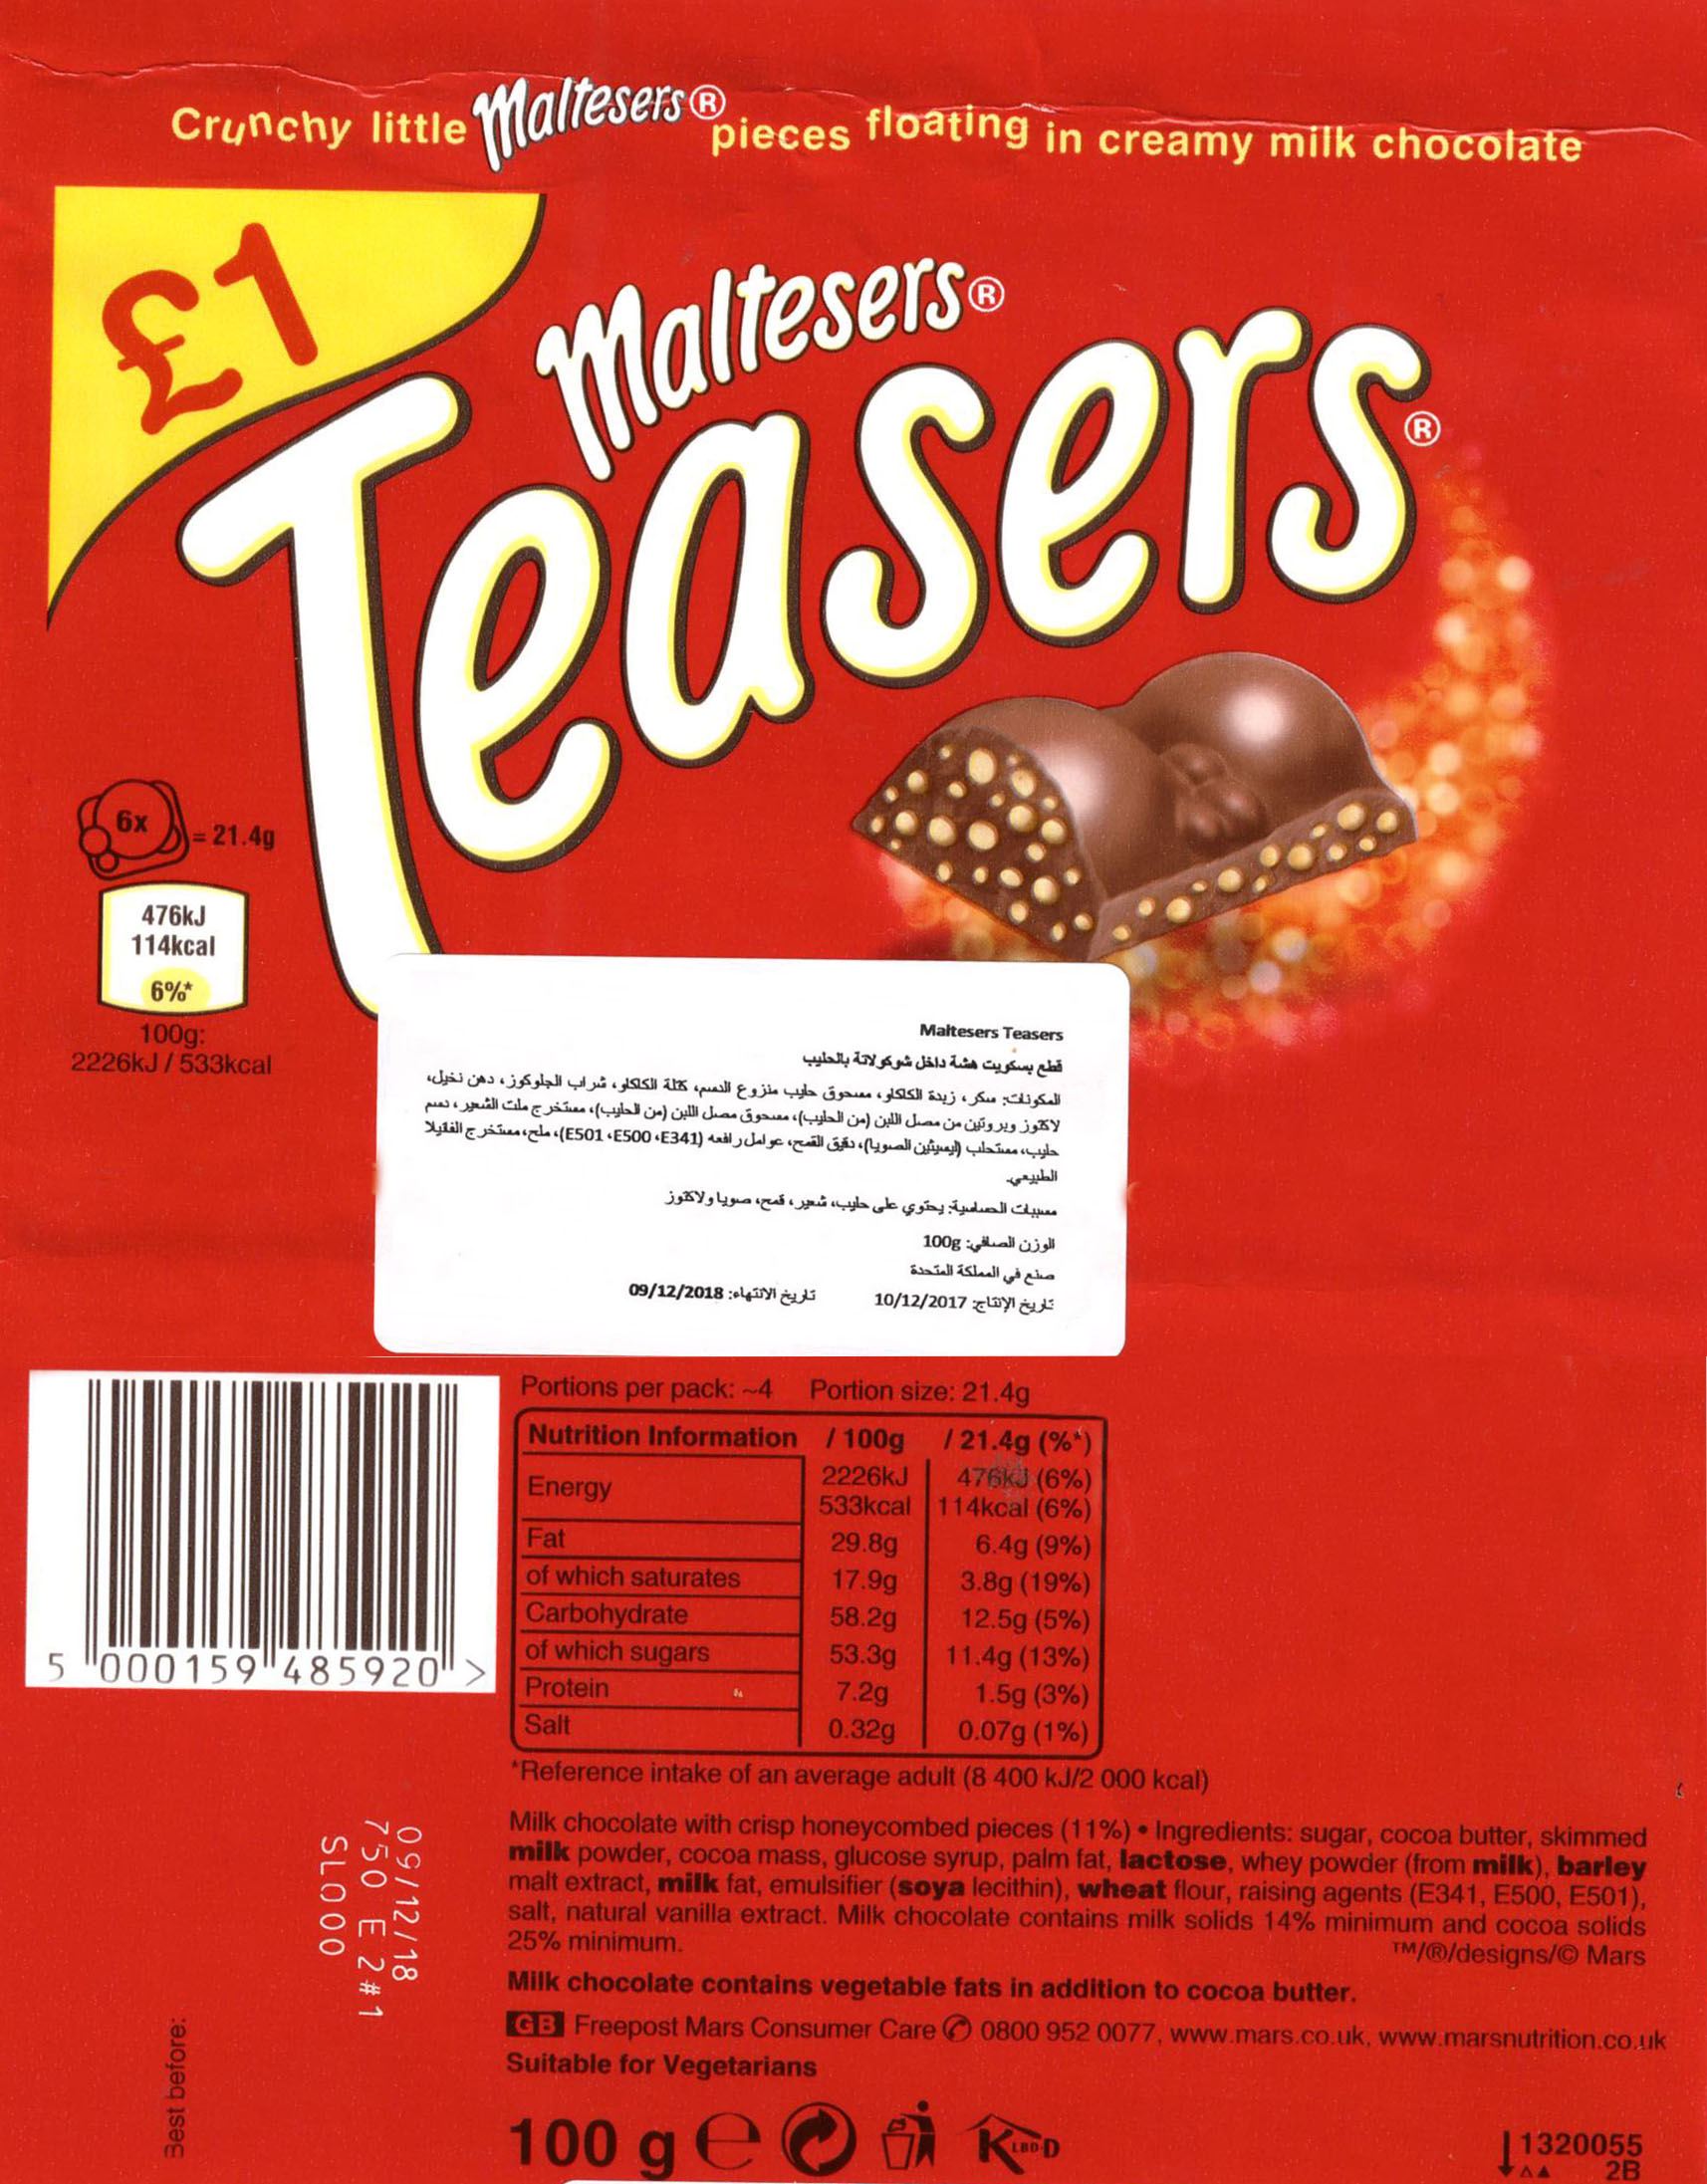 Crunchy little Maltesers® pieces floating in creamy milk chocolate
£1
Maltesers®
Teasers®
6x = 21.4g
476kJ
114kcal
6%*
100g:
2226kJ / 533kcal
Maltesers Teasers
قطع بسكويت هشة داخل شوكولاتة بالحليب
المكونات: سكر، زبدة الكاكاو، مسحوق حليب منزوع الدسم، كتلة الكاكاو، شراب الجلوكوز، دهن نخيل،
لاكتوز وبروتين من مصل اللبن (من الحليب)، مسحوق مصل اللبن (من الحليب)، مستخرج ملت الشعير، دسم
حليب، مستحلب (ليسيثين الصويا)، دقيق القمح، عوامل رافعه (E341، E500، E501)، ملح، مستخرج الفانيلا
الطبيعي.
مسببات الحساسية: يحتوي على حليب، شعير، قمح، صويا ولاكتوز
الوزن الصافي: 100g
صنع في المملكة المتحدة
تاريخ الإنتاج: 10/12/2017 تاريخ الانتهاء: 09/12/2018
5 000159 485920 >
Portions per pack: ~4 Portion size: 21.4g
Nutrition Information / 100g / 21.4g (%*)
Energy 2226kJ 476kJ (6%)
533kcal 114kcal (6%)
Fat 29.8g 6.4g (9%)
of which saturates 17.9g 3.8g (19%)
Carbohydrate 58.2g 12.5g (5%)
of which sugars 53.3g 11.4g (13%)
Protein 7.2g 1.5g (3%)
Salt 0.32g 0.07g (1%)
*Reference intake of an average adult (8 400 kJ/2 000 kcal)
Milk chocolate with crisp honeycombed pieces (11%) • Ingredients: sugar, cocoa butter, skimmed
milk powder, cocoa mass, glucose syrup, palm fat, lactose, whey powder (from milk), barley
malt extract, milk fat, emulsifier (soya lecithin), wheat flour, raising agents (E341, E500, E501),
salt, natural vanilla extract. Milk chocolate contains milk solids 14% minimum and cocoa solids
25% minimum. ™/®/designs/© Mars
Milk chocolate contains vegetable fats in addition to cocoa butter.
GB Freepost Mars Consumer Care 0800 952 0077, www.mars.co.uk, www.marsnutrition.co.uk
Suitable for Vegetarians
100 g e KLBD-D
1320055
2B
Best before:
09/12/18
750 E 2 #1
SLOOO